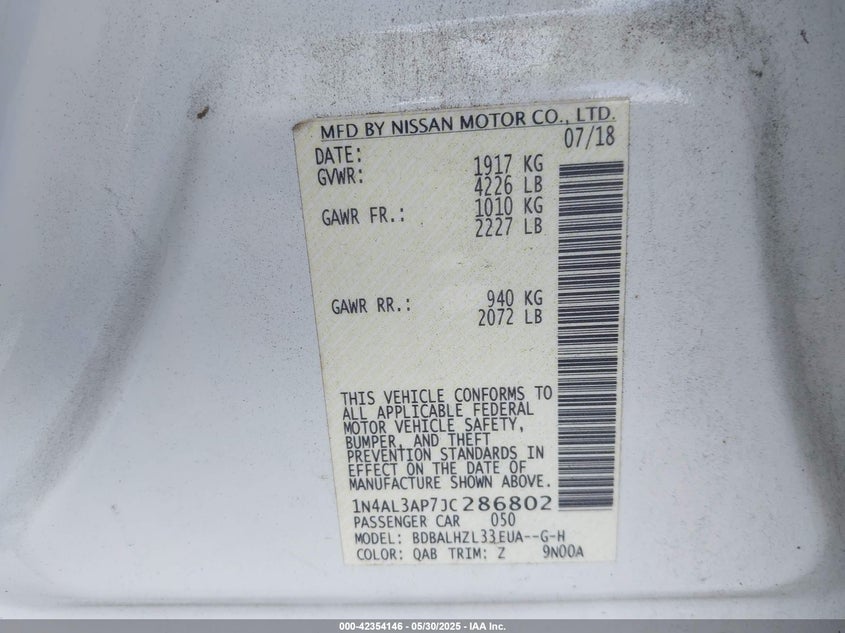 MFD BY NISSAN MOTOR CO., LTD.
DATE: 07/18
GVWR: 1917 KG
4226 LB
GAWR FR.: 1010 KG
2227 LB
GAWR RR.: 940 KG
2072 LB
THIS VEHICLE CONFORMS TO
ALL APPLICABLE FEDERAL
MOTOR VEHICLE SAFETY,
BUMPER, AND THEFT
PREVENTION STANDARDS IN
EFFECT ON THE DATE OF
MANUFACTURE SHOWN ABOVE.
1N4AL3AP7JC286802
PASSENGER CAR 050
MODEL: BDBALHZL33EUA--G-H
COLOR: QAB TRIM: Z 9N00A
000-42354146 - 05/30/2025 - IAA Inc.